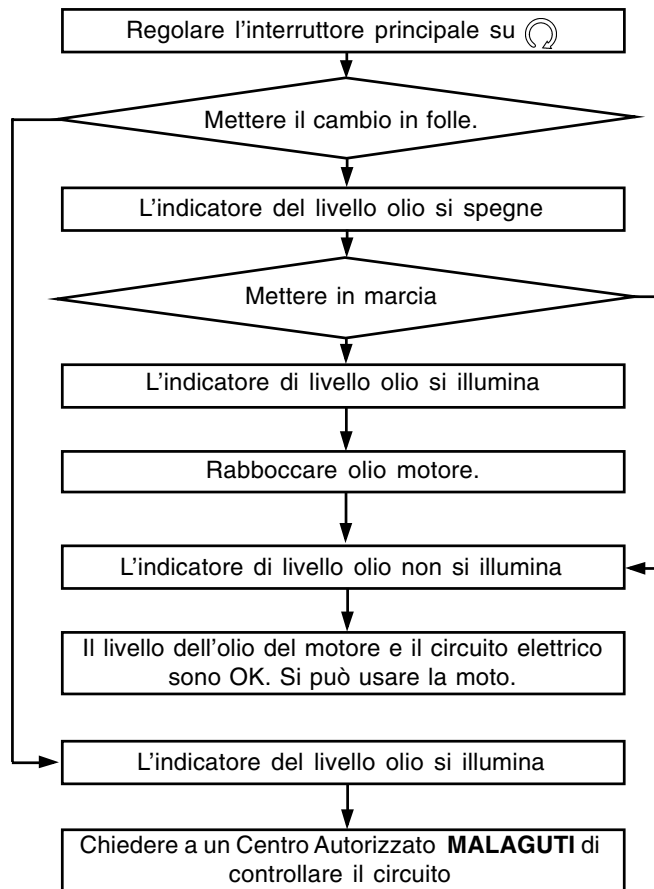 Regolare l'interruttore principale su
Mettere il cambio in folle.
L'indicatore del livello olio si spegne
Mettere in marcia
L'indicatore di livello olio si illumina
Rabboccare olio motore.
L'indicatore di livello olio non si illumina
Il livello dell'olio del motore e il circuito elettrico
sono OK. Si può usare la moto.
L'indicatore del livello olio si illumina
Chiedere a un Centro Autorizzato MALAGUTI di
controllare il circuito